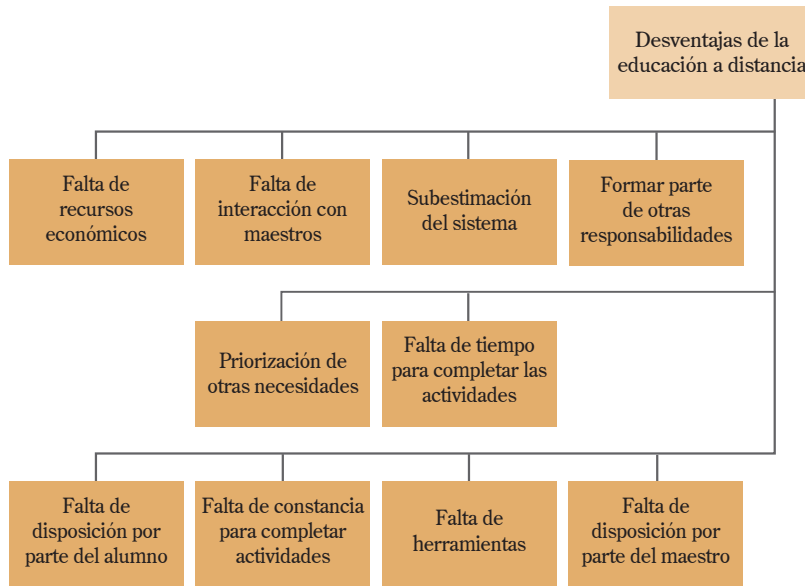 Desventajas de la
educación a distancia
Falta de
recursos
económicos
Falta de
interacción con
maestros
Subestimación
del sistema
Formar parte
de otras
responsabilidades
Priorización de
otras necesidades
Falta de tiempo
para completar las
actividades
Falta de
disposición por
parte del alumno
Falta de constancia
para completar
actividades
Falta de
herramientas
Falta de
disposición por
parte del maestro